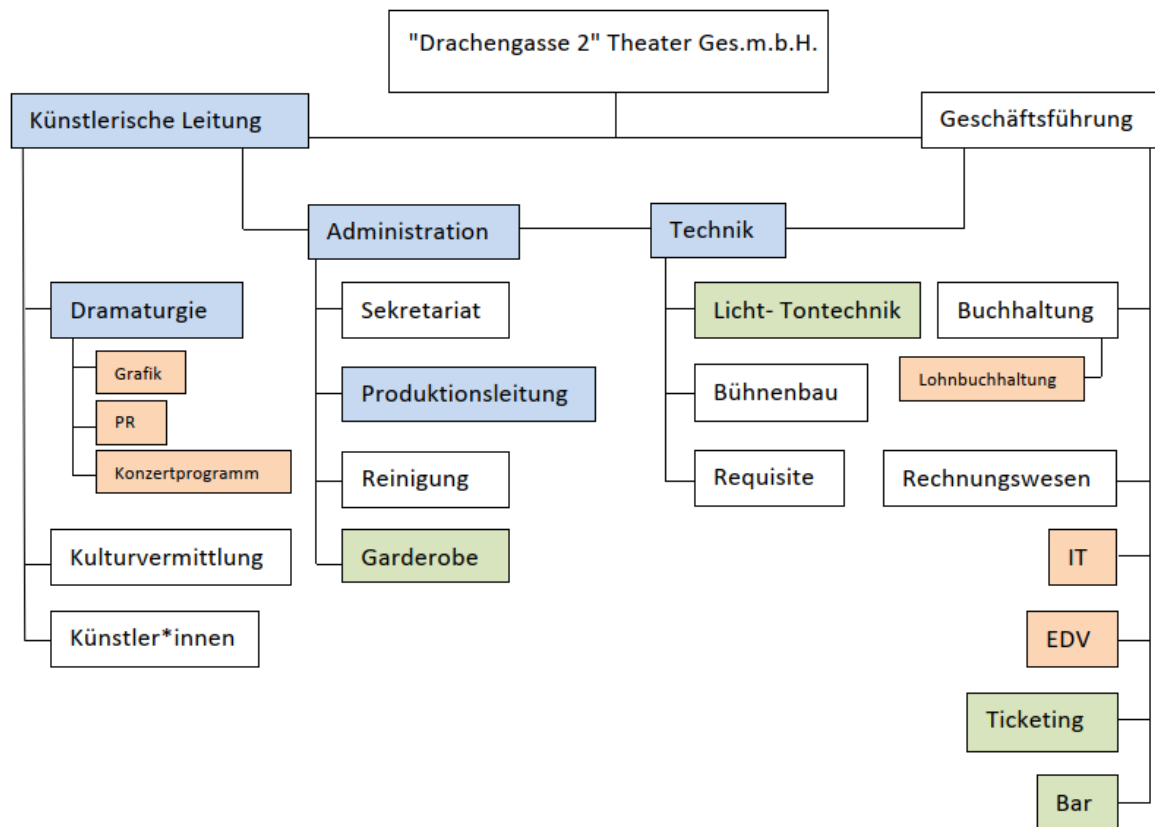 "Drachengasse 2" Theater Ges.m.b.H.
Künstlerische Leitung
Geschäftsführung
Administration
Technik
Dramaturgie
Grafik
PR
Konzertprogramm
Kulturvermittlung
Künstler*innen
Sekretariat
Produktionsleitung
Reinigung
Garderobe
Licht- Tontechnik
Bühnenbau
Requisite
Buchhaltung
Lohnbuchhaltung
Rechnungswesen
IT
EDV
Ticketing
Bar